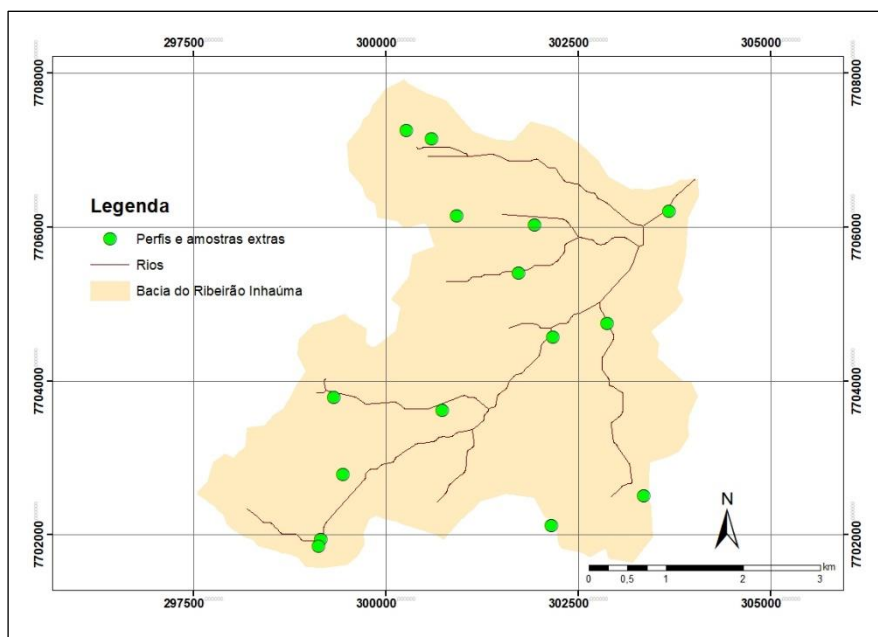 297500 300000 302500 305000
7708000 7708000
7706000 7706000
Legenda
Perfis e amostras extras
Rios
Bacia do Ribeirão Inhaúma
7704000 7704000
N
7702000 7702000
km
0 0,5 1 2 3
297500 300000 302500 305000